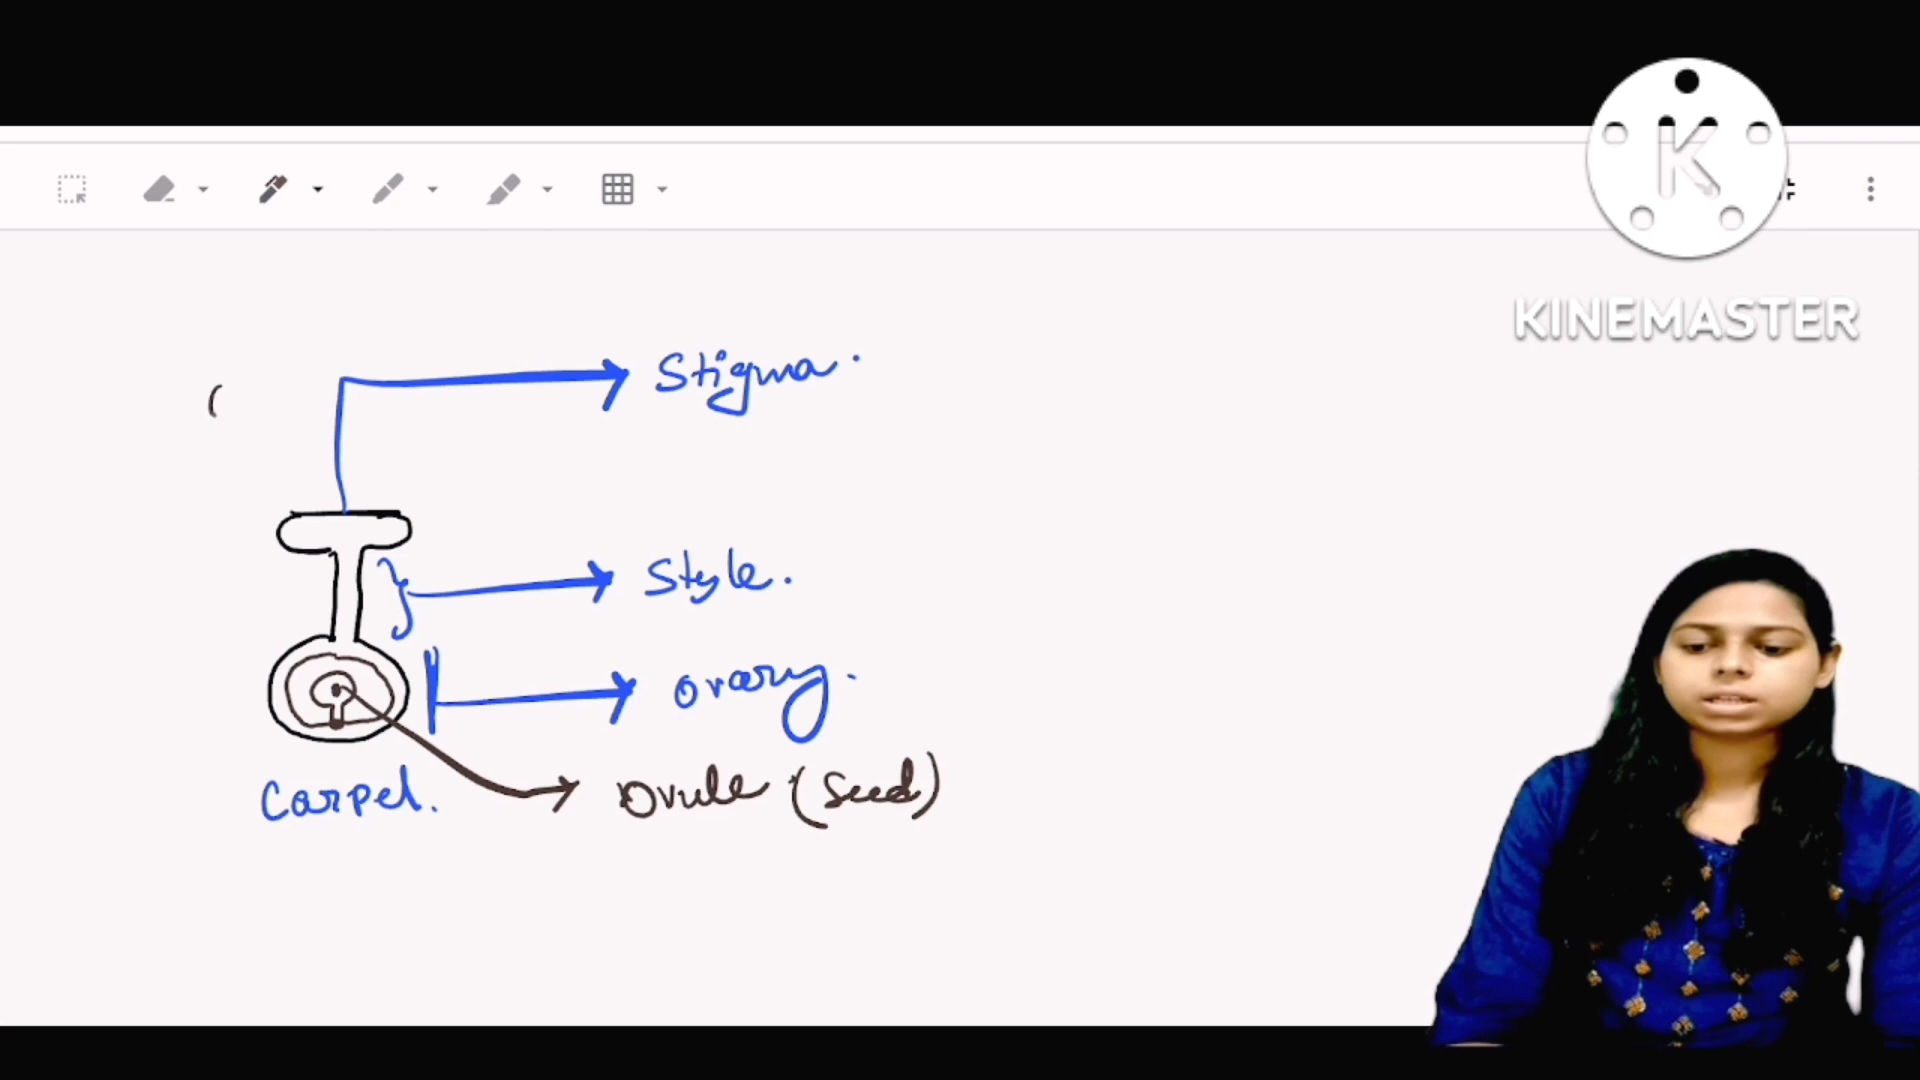 K
KINEMASTER
Stigma.
(
Style.
Ovary.
Carpel.
Ovule (Seed)